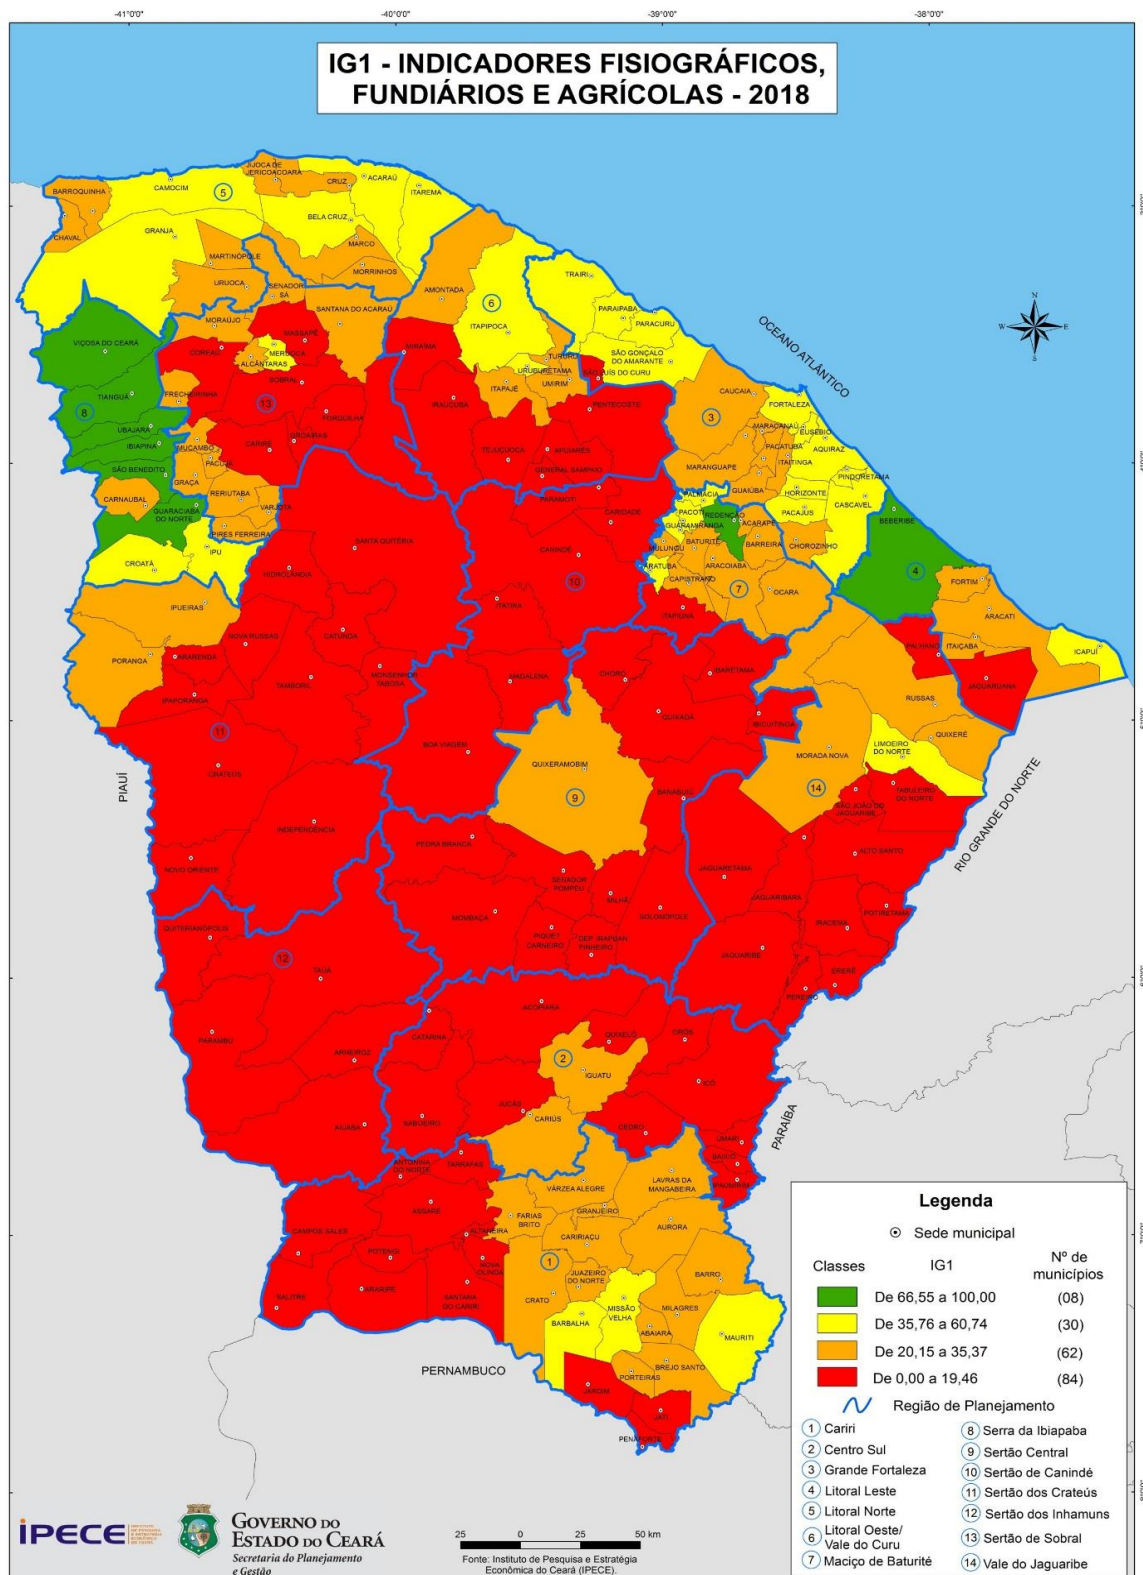 -41°0'0"
-40°0'0"
-39°0'0"
-38°0'0"
IG1 - INDICADORES FISIOGRÁFICOS,
FUNDIÁRIOS E AGRÍCOLAS - 2018
JIJOCA DE
JERICOACOARA
ACARAÚ
BARROQUINHA
CAMOCIM
CRUZ
ITAREMA
5
BELA CRUZ
CHAVAL
GRANJA
MARCO
MARTINÓPOLE
MORRINHOS
TRAIRI
URUOCA
SENADOR
SÁ
AMONTADA
6
SANTANA DO ACARAÚ
PARAIPABA
PARACURU
OCEANO ATLÂNTICO
N
W
E
S
MORAÚJO
ITAPIPOCA
MASSAPÊ
VIÇOSA DO CEARÁ
COREAÚ
MERUOCA
MIRAÍMA
SÃO GONÇALO
DO AMARANTE
ALCÂNTARAS
TURURU
URUBURETAMA
SOBRAL
UMIRIM
SÃO LUÍS DO CURU
TIANGUÁ
FRECHEIRINHA
ITAPAJÉ
CAUCAIA
FORTALEZA
13
IRAUÇUBA
8
FORQUILHA
PENTECOSTE
3
UBAJARA
MARACANAÚ
EUSÉBIO
IBIAPINA
MUCAMBO
CARIRÉ
GROAÍRAS
APUIARÉS
PACATUBA
AQUIRAZ
PACUJÁ
TEJUÇUOCA
ITAITINGA
SÃO BENEDITO
GENERAL SAMPAIO
MARANGUAPE
GRAÇA
GUAIÚBA
PINDORETAMA
CARNAUBAL
RERIUTABA
PARAMOTI
PALMÁCIA
HORIZONTE
CASCAVEL
GUARACIABA
DO NORTE
VARJOTA
CARIDADE
PACOTI
REDENÇÃO
PACAJUS
BEBERIBE
GUARAMIRANGA
ACARAPE
PIRES FERREIRA
BATURITÉ
BARREIRA
CHOROZINHO
SANTA QUITÉRIA
MULUNGU
CROATÁ
IPU
CANINDÉ
ARACOIABA
HIDROLÂNDIA
10
ARATUBA
4
CAPISTRANO
7
OCARA
FORTIM
IPUEIRAS
ITATIRA
ITAPIÚNA
ARACATI
NOVA RUSSAS
CATUNDA
PORANGA
ARARENDÁ
PALHANO
ITAIÇABA
ICAPUÍ
MONSENHOR
TABOSA
IBARETAMA
TAMBORIL
MADALENA
CHORÓ
JAGUARUANA
IPAPORANGA
RUSSAS
QUIXADÁ
IBICUITINGA
11
BOA VIAGEM
QUIXERÉ
LIMOEIRO
DO NORTE
MORADA NOVA
CRATEÚS
QUIXERAMOBIM
PIAUÍ
9
14
BANABUIÚ
TABULEIRO
DO NORTE
SÃO JOÃO DO
JAGUARIBE
RIO GRANDE DO NORTE
INDEPENDÊNCIA
PEDRA BRANCA
ALTO SANTO
NOVO ORIENTE
SENADOR
POMPEU
JAGUARETAMA
MILHÃ
JAGUARIBARA
MOMBAÇA
SOLONÓPOLE
POTIRETAMA
IRACEMA
QUITERIANÓPOLIS
PIQUET
CARNEIRO
DEP. IRAPUAN
PINHEIRO
JAGUARIBE
12
TAUÁ
ERERÊ
PEREIRO
ACOPIARA
PARAMBU
CATARINA
QUIXELÔ
ORÓS
ARNEIROZ
2
IGUATU
ICÓ
JUCÁS
AIUABA
SABOEIRO
CARIÚS
CEDRO
UMARI
PARAÍBA
BAIXIO
ANTONINA
DO NORTE
TARRAFAS
IPAUMIRIM
LAVRAS DA
MANGABEIRA
VÁRZEA ALEGRE
ASSARÉ
FARIAS
BRITO
GRANJEIRO
AURORA
CAMPOS SALES
ALTANEIRA
CARIRIAÇU
POTENGI
NOVA
OLINDA
1
JUAZEIRO
DO NORTE
BARRO
ARARIPE
CRATO
SALITRE
SANTANA
DO CARIRI
MISSÃO
VELHA
MILAGRES
BARBALHA
ABAIARA
MAURITI
BREJO SANTO
PERNAMBUCO
PORTEIRAS
JARDIM
JATI
PENAFORTE
Legenda
Sede municipal
Classes IG1 Nº de
municípios
De 66,55 a 100,00 (08)
De 35,76 a 60,74 (30)
De 20,15 a 35,37 (62)
De 0,00 a 19,46 (84)
Região de Planejamento
1 Cariri
2 Centro Sul
3 Grande Fortaleza
4 Litoral Leste
5 Litoral Norte
6 Litoral Oeste/
Vale do Curu
7 Maciço de Baturité
8 Serra da Ibiapaba
9 Sertão Central
10 Sertão de Canindé
11 Sertão dos Crateús
12 Sertão dos Inhamuns
13 Sertão de Sobral
14 Vale do Jaguaribe
IPECE
GOVERNO DO
ESTADO DO CEARÁ
Secretaria do Planejamento
e Gestão
25 0 25 50 km
Fonte: Instituto de Pesquisa e Estratégia
Econômica do Ceará (IPECE).